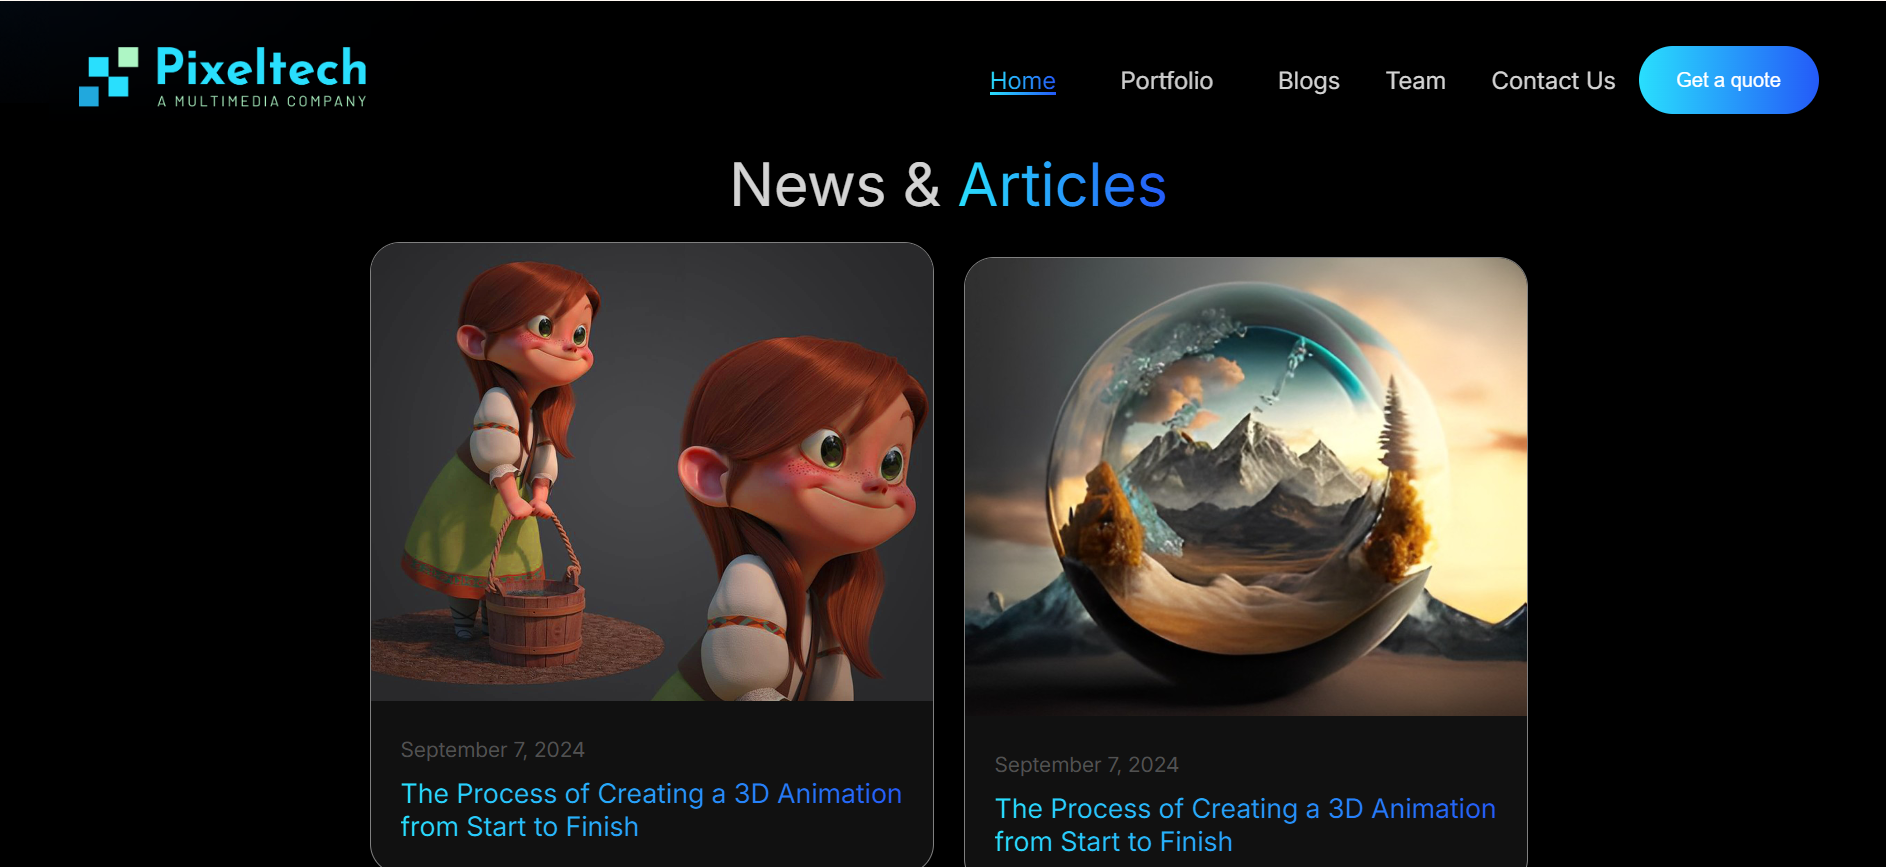 Pixeltech
A MULTIMEDIA COMPANY
Home
Portfolio
Blogs
Team
Contact Us
Get a quote
News & Articles
September 7, 2024
The Process of Creating a 3D Animation
from Start to Finish
September 7, 2024
The Process of Creating a 3D Animation
from Start to Finish